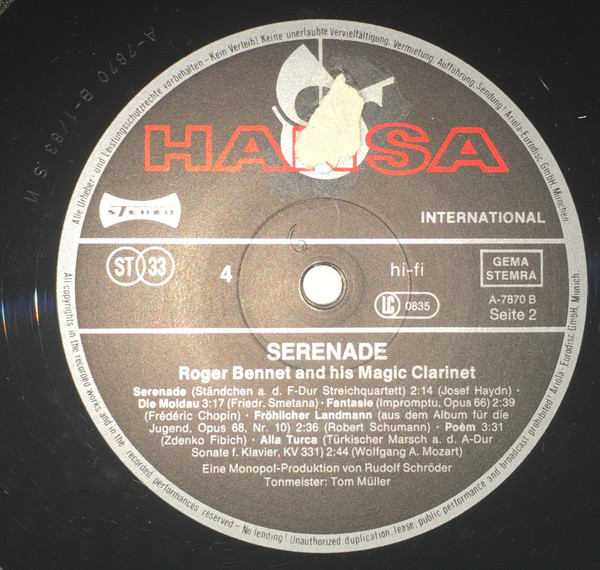 Alle Urheber- und Leistungsschutzrechte vorbehalten – Kein Verleih! Keine unerlaubte Vervielfältigung, Vermietung, Aufführung, Sendung! Ariola-Eurodisc GmbH, München.
A-7870 B-1/83 S
HANSA
STEREO
INTERNATIONAL
ST 33
4
hi-fi
GEMA
STEMRA
LC 0835
A-7870 B
Seite 2
SERENADE
Roger Bennet and his Magic Clarinet
Serenade (Ständchen a. d. F-Dur Streichquartett) 2:14 (Josef Haydn) ·
Die Moldau 3:17 (Friedr. Smetana) · Fantasie (Impromptu, Opus 66) 2:39
(Frédéric Chopin) · Fröhlicher Landmann (aus dem Album für die
Jugend, Opus 68, Nr. 10) 2:36 (Robert Schumann) · Poèm 3:31
(Zdenko Fibich) · Alla Turca (Türkischer Marsch a. d. A-Dur
Sonate f. Klavier, KV 331) 2:44 (Wolfgang A. Mozart)
Eine Monopol-Produktion von Rudolf Schröder
Tonmeister: Tom Müller
All copyrights in the recorded works and in the recorded performances reserved – No lending! Unauthorized duplication, lease, public performance and broadcast prohibited! Ariola-Eurodisc GmbH, Munich.